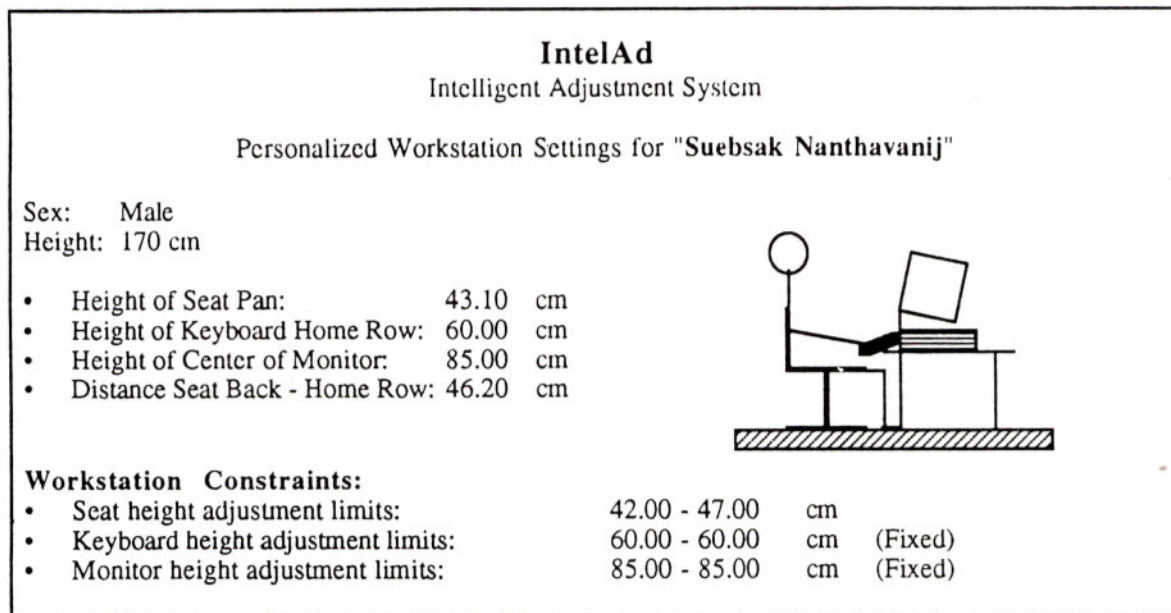 IntelAd
Intelligent Adjustment System
Personalized Workstation Settings for "Suebsak Nanthavanij"
Sex: Male
Height: 170 cm
• Height of Seat Pan: 43.10 cm
• Height of Keyboard Home Row: 60.00 cm
• Height of Center of Monitor: 85.00 cm
• Distance Seat Back - Home Row: 46.20 cm
Workstation Constraints:
• Seat height adjustment limits: 42.00 - 47.00 cm
• Keyboard height adjustment limits: 60.00 - 60.00 cm (Fixed)
• Monitor height adjustment limits: 85.00 - 85.00 cm (Fixed)